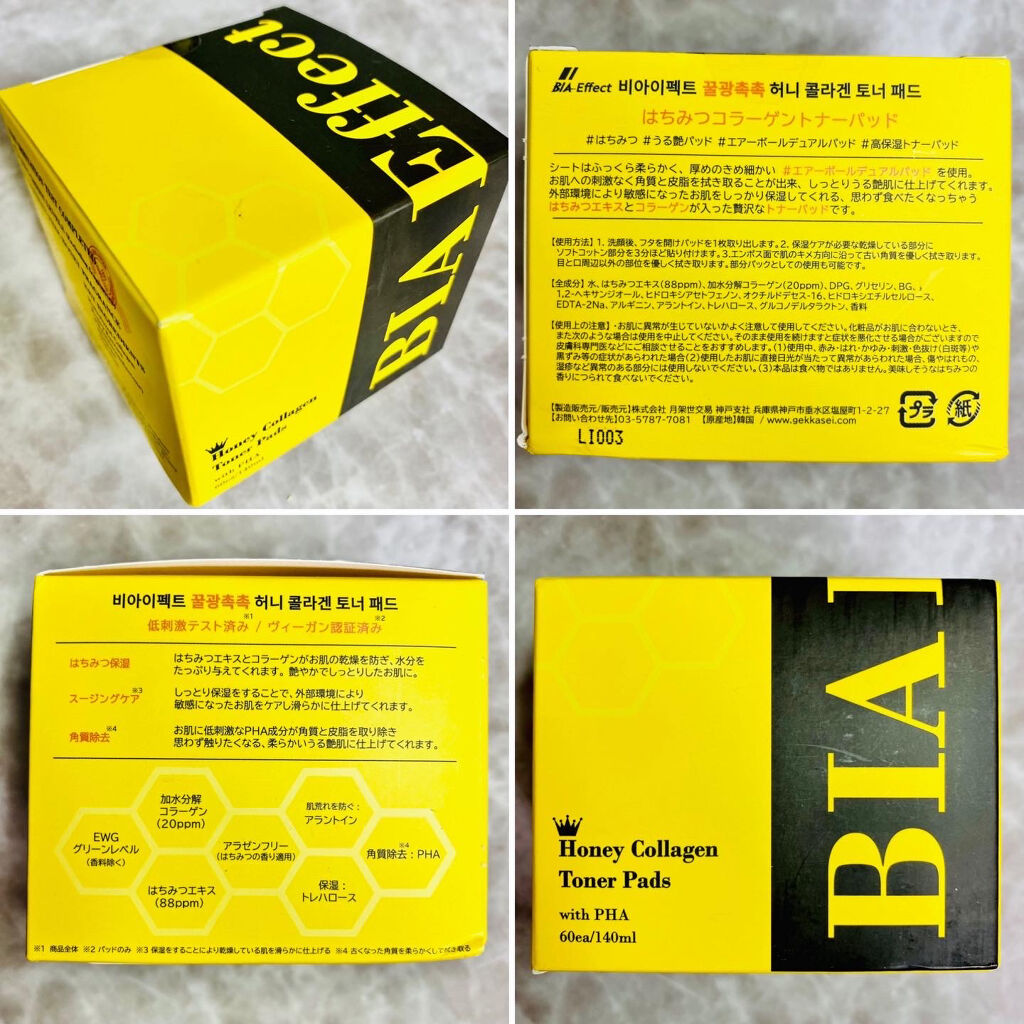 BIA Effect
Honey Collagen
Toner Pads
with PHA
60ea/140ml
BIA-Effect 비아이펙트 꿀광촉촉 허니 콜라겐 토너 패드
はちみつコラーゲントナーパッド
#はちみつ #うる艶パッド #エアーボールデュアルパッド #高保湿トナーパッド
シートはふっくら柔らかく、厚めのきめ細かい #エアーボールデュアルパッド を使用。
お肌への刺激なく角質と皮脂を拭き取ることが出来、しっとりうる艶肌に仕上げてくれます。
外部環境により敏感になったお肌をしっかり保湿してくれる、思わず食べたくなっちゃう
はちみつエキスとコラーゲンが入った贅沢なトナーパッドです。
【使用方法】1. 洗顔後、フタを開けパッドを1枚取り出します。2. 保湿ケアが必要な乾燥している部分に
ソフトコットン部分を3分ほど貼り付けます。3.エンボス面で肌のキメ方向に沿って古い角質を優しく拭き取ります。
目と口周辺以外の部位を優しく拭き取ります。部分パックとしての使用も可能です。
【全成分】水、はちみつエキス(88ppm)、加水分解コラーゲン(20ppm)、DPG、グリセリン、BG、
1,2-ヘキサンジオール、ヒドロキシアセトフェノン、オクチルドデセス-16、ヒドロキシエチルセルロース、
EDTA-2Na、アルギニン、アラントイン、トレハロース、グルコノデルタラクトン、香料
【使用上の注意】・お肌に異常が生じていないかよく注意して使用してください。化粧品がお肌に合わないとき、
また次のような場合は使用を中止してください。そのまま使用を続けますと症状を悪化させる場合がございますので
皮膚科専門医などにご相談させることをおすすめします。(1)使用中、赤み・はれ・かゆみ・刺激・色抜け(白斑等)や
黒ずみ等の症状があらわれた場合(2)使用したお肌に直接日光が当たって異常があらわれた場合、傷やはれもの、
湿疹など異常のある部分には使用しないでください。(3)本品は食べ物ではありません。美味しそうなはちみつの
香りにつられて食べないでください。
【製造販売元/販売元】株式会社 月架世交易 神戸支社 兵庫県神戸市垂水区塩屋町1-2-27
【お問い合わせ先】03-5787-7081 【原産地】韓国 / www.gekkasei.com
プラ
紙
LI003
비아이펙트 꿀광촉촉 허니 콜라겐 토너 패드
低刺激テスト済み※1 / ヴィーガン認証済み※2
はちみつ保湿
はちみつエキスとコラーゲンがお肌の乾燥を防ぎ、水分を
たっぷり与えてくれます。艶やかでしっとりしたお肌に。
スージングケア※3
しっとり保湿をすることで、外部環境により
敏感になったお肌をケアし滑らかに仕上げてくれます。
角質除去※4
お肌に低刺激なPHA成分が角質と皮脂を取り除き
思わず触りたくなる、柔らかいうる艶肌に仕上げてくれます。
加水分解
コラーゲン
(20ppm)
肌荒れを防ぐ：
アラントイン
EWG
グリーンレベル
(香料除く)
アラゼンフリー
(はちみつの香り適用)
※4
角質除去：PHA
はちみつエキス
(88ppm)
保湿：
トレハロース
※1 商品全体 ※2 パッドのみ ※3 保湿をすることにより乾燥している肌を滑らかに仕上げる ※4 古くなった角質を柔らかくして拭き取る
BIA
Honey Collagen
Toner Pads
with PHA
60ea/140ml